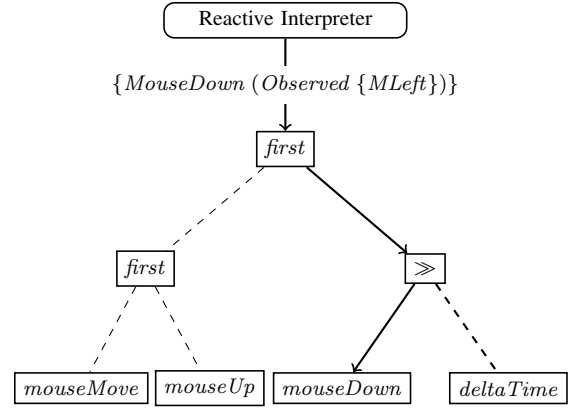 Reactive Interpreter
{MouseDown (Observed {MLeft})}
first
first
≫
mouseMove
mouseUp
mouseDown
deltaTime